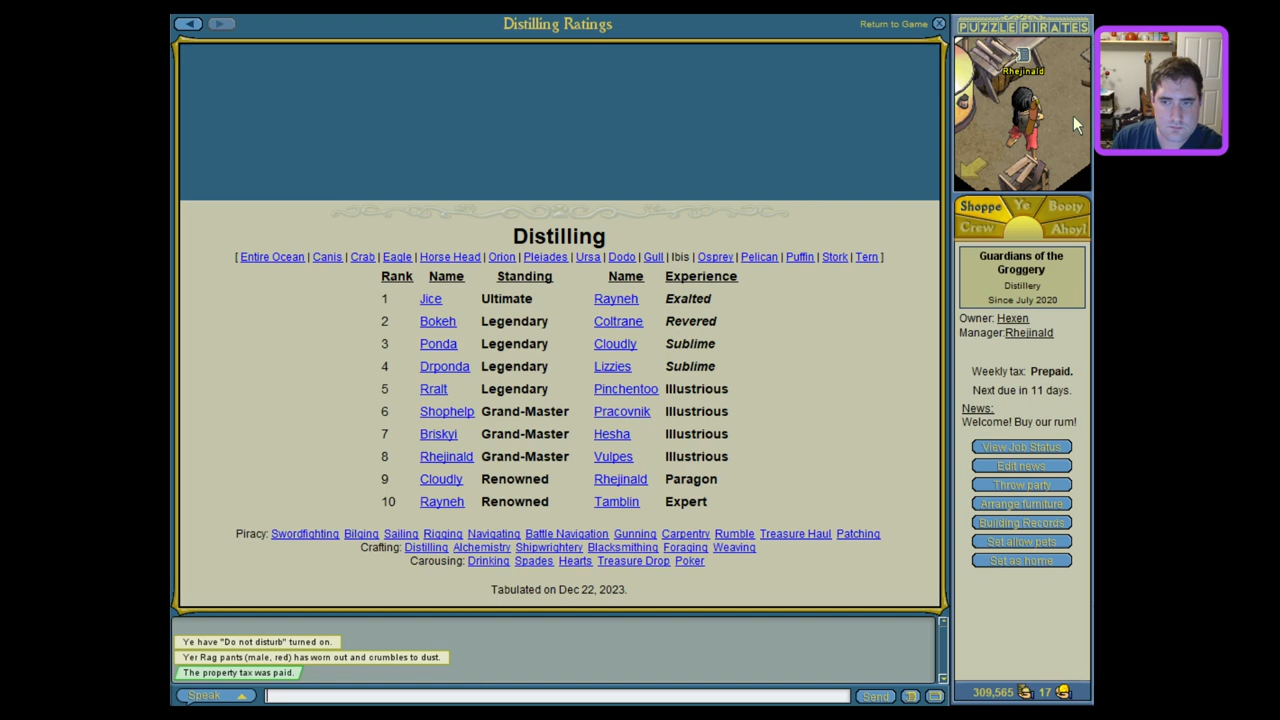 Distilling Ratings
Return to Game
PUZZLE PIRATES
Rhejinald
Distilling
[ Entire Ocean | Canis | Crab | Eagle | Horse Head | Orion | Pleiades | Ursa | Dodo | Gull | Ibis | Osprey | Pelican | Puffin | Stork | Tern ]
Rank Name Standing Name Experience
1 Jice Ultimate Rayneh Exalted
2 Bokeh Legendary Coltrane Revered
3 Ponda Legendary Cloudly Sublime
4 Drponda Legendary Lizzies Sublime
5 Rralt Legendary Pinchentoo Illustrious
6 Shophelp Grand-Master Pracovnik Illustrious
7 Briskyi Grand-Master Hesha Illustrious
8 Rhejinald Grand-Master Vulpes Illustrious
9 Cloudly Renowned Rhejinald Paragon
10 Rayneh Renowned Tamblin Expert
Piracy: Swordfighting Bilging Sailing Rigging Navigating Battle Navigation Gunning Carpentry Rumble Treasure Haul Patching
Crafting: Distilling Alchemistry Shipwrightery Blacksmithing Foraging Weaving
Carousing: Drinking Spades Hearts Treasure Drop Poker
Tabulated on Dec 22, 2023.
Shoppe Ye Booty
Crew Ahoy!
Guardians of the
Groggery
Distillery
Since July 2020
Owner: Hexen
Manager:Rhejinald
Weekly tax: Prepaid.
Next due in 11 days.
News:
Welcome! Buy our rum!
View Job Status
Edit news
Throw party
Arrange furniture
Building Records
Set allow pets
Set as home
309,565 17
Ye have "Do not disturb" turned on.
Yer Rag pants (male, red) has worn out and crumbles to dust.
The property tax was paid.
Speak
Send